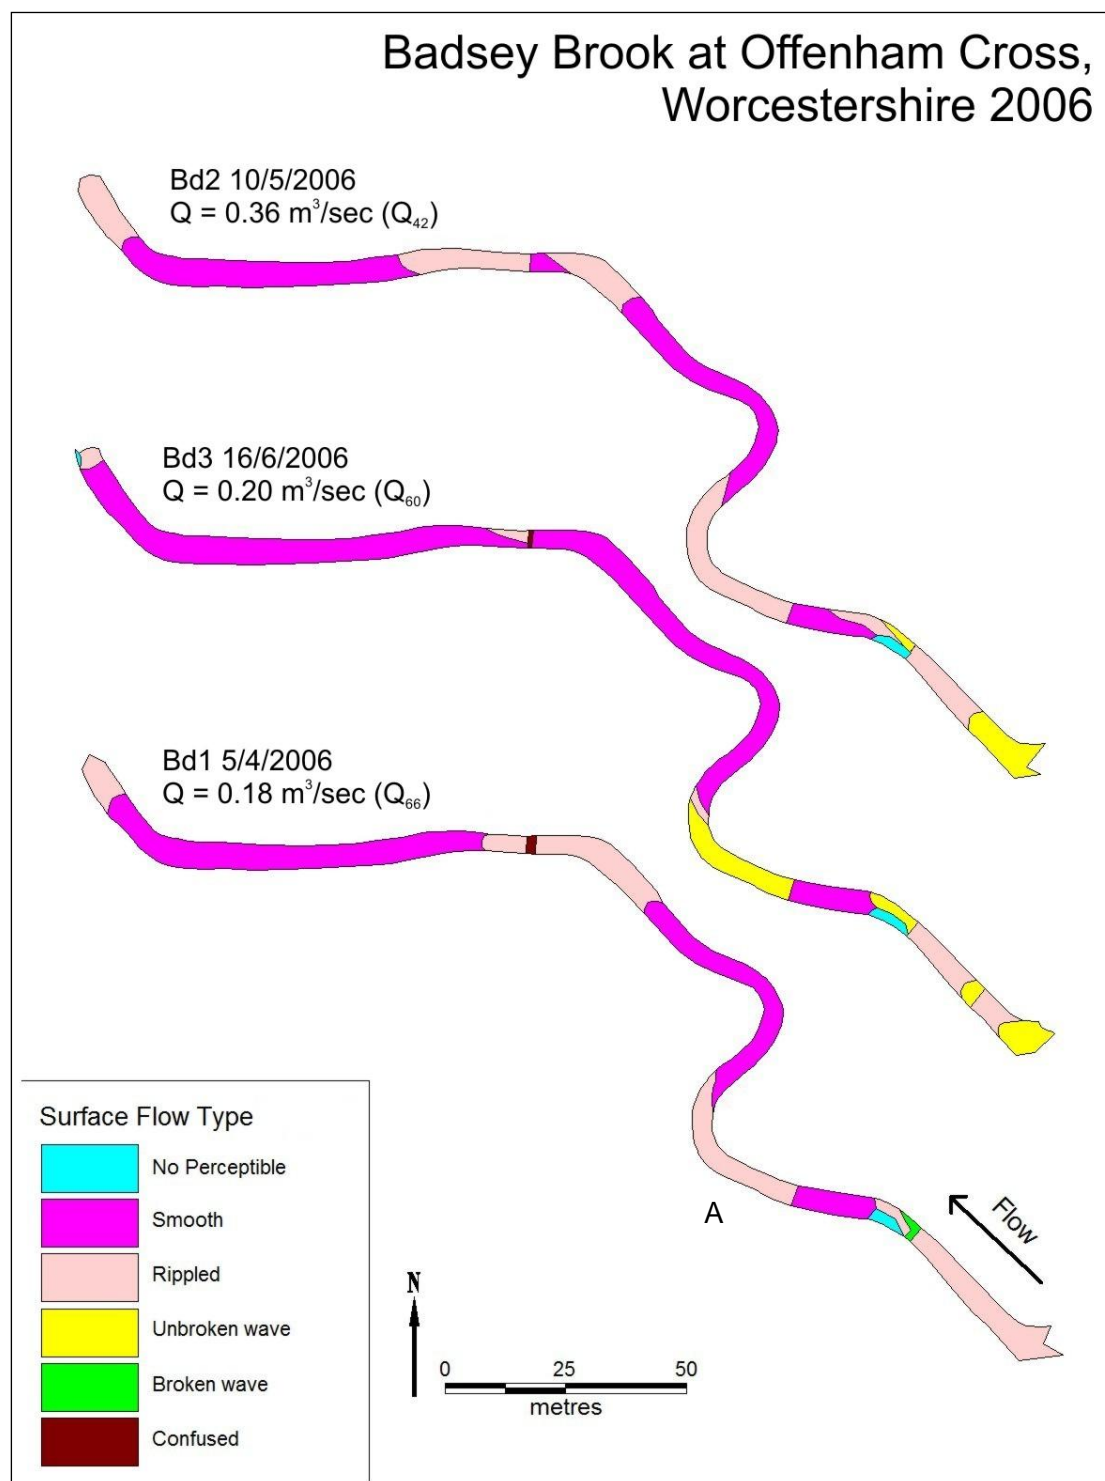 Badsey Brook at Offenham Cross,
Worcestershire 2006
Bd2 10/5/2006
Q = 0.36 m³/sec (Q₄₂)
Bd3 16/6/2006
Q = 0.20 m³/sec (Q₆₀)
Bd1 5/4/2006
Q = 0.18 m³/sec (Q₆₆)
A
Flow
Surface Flow Type
No Perceptible
Smooth
Rippled
Unbroken wave
Broken wave
Confused
N
0 25 50
metres